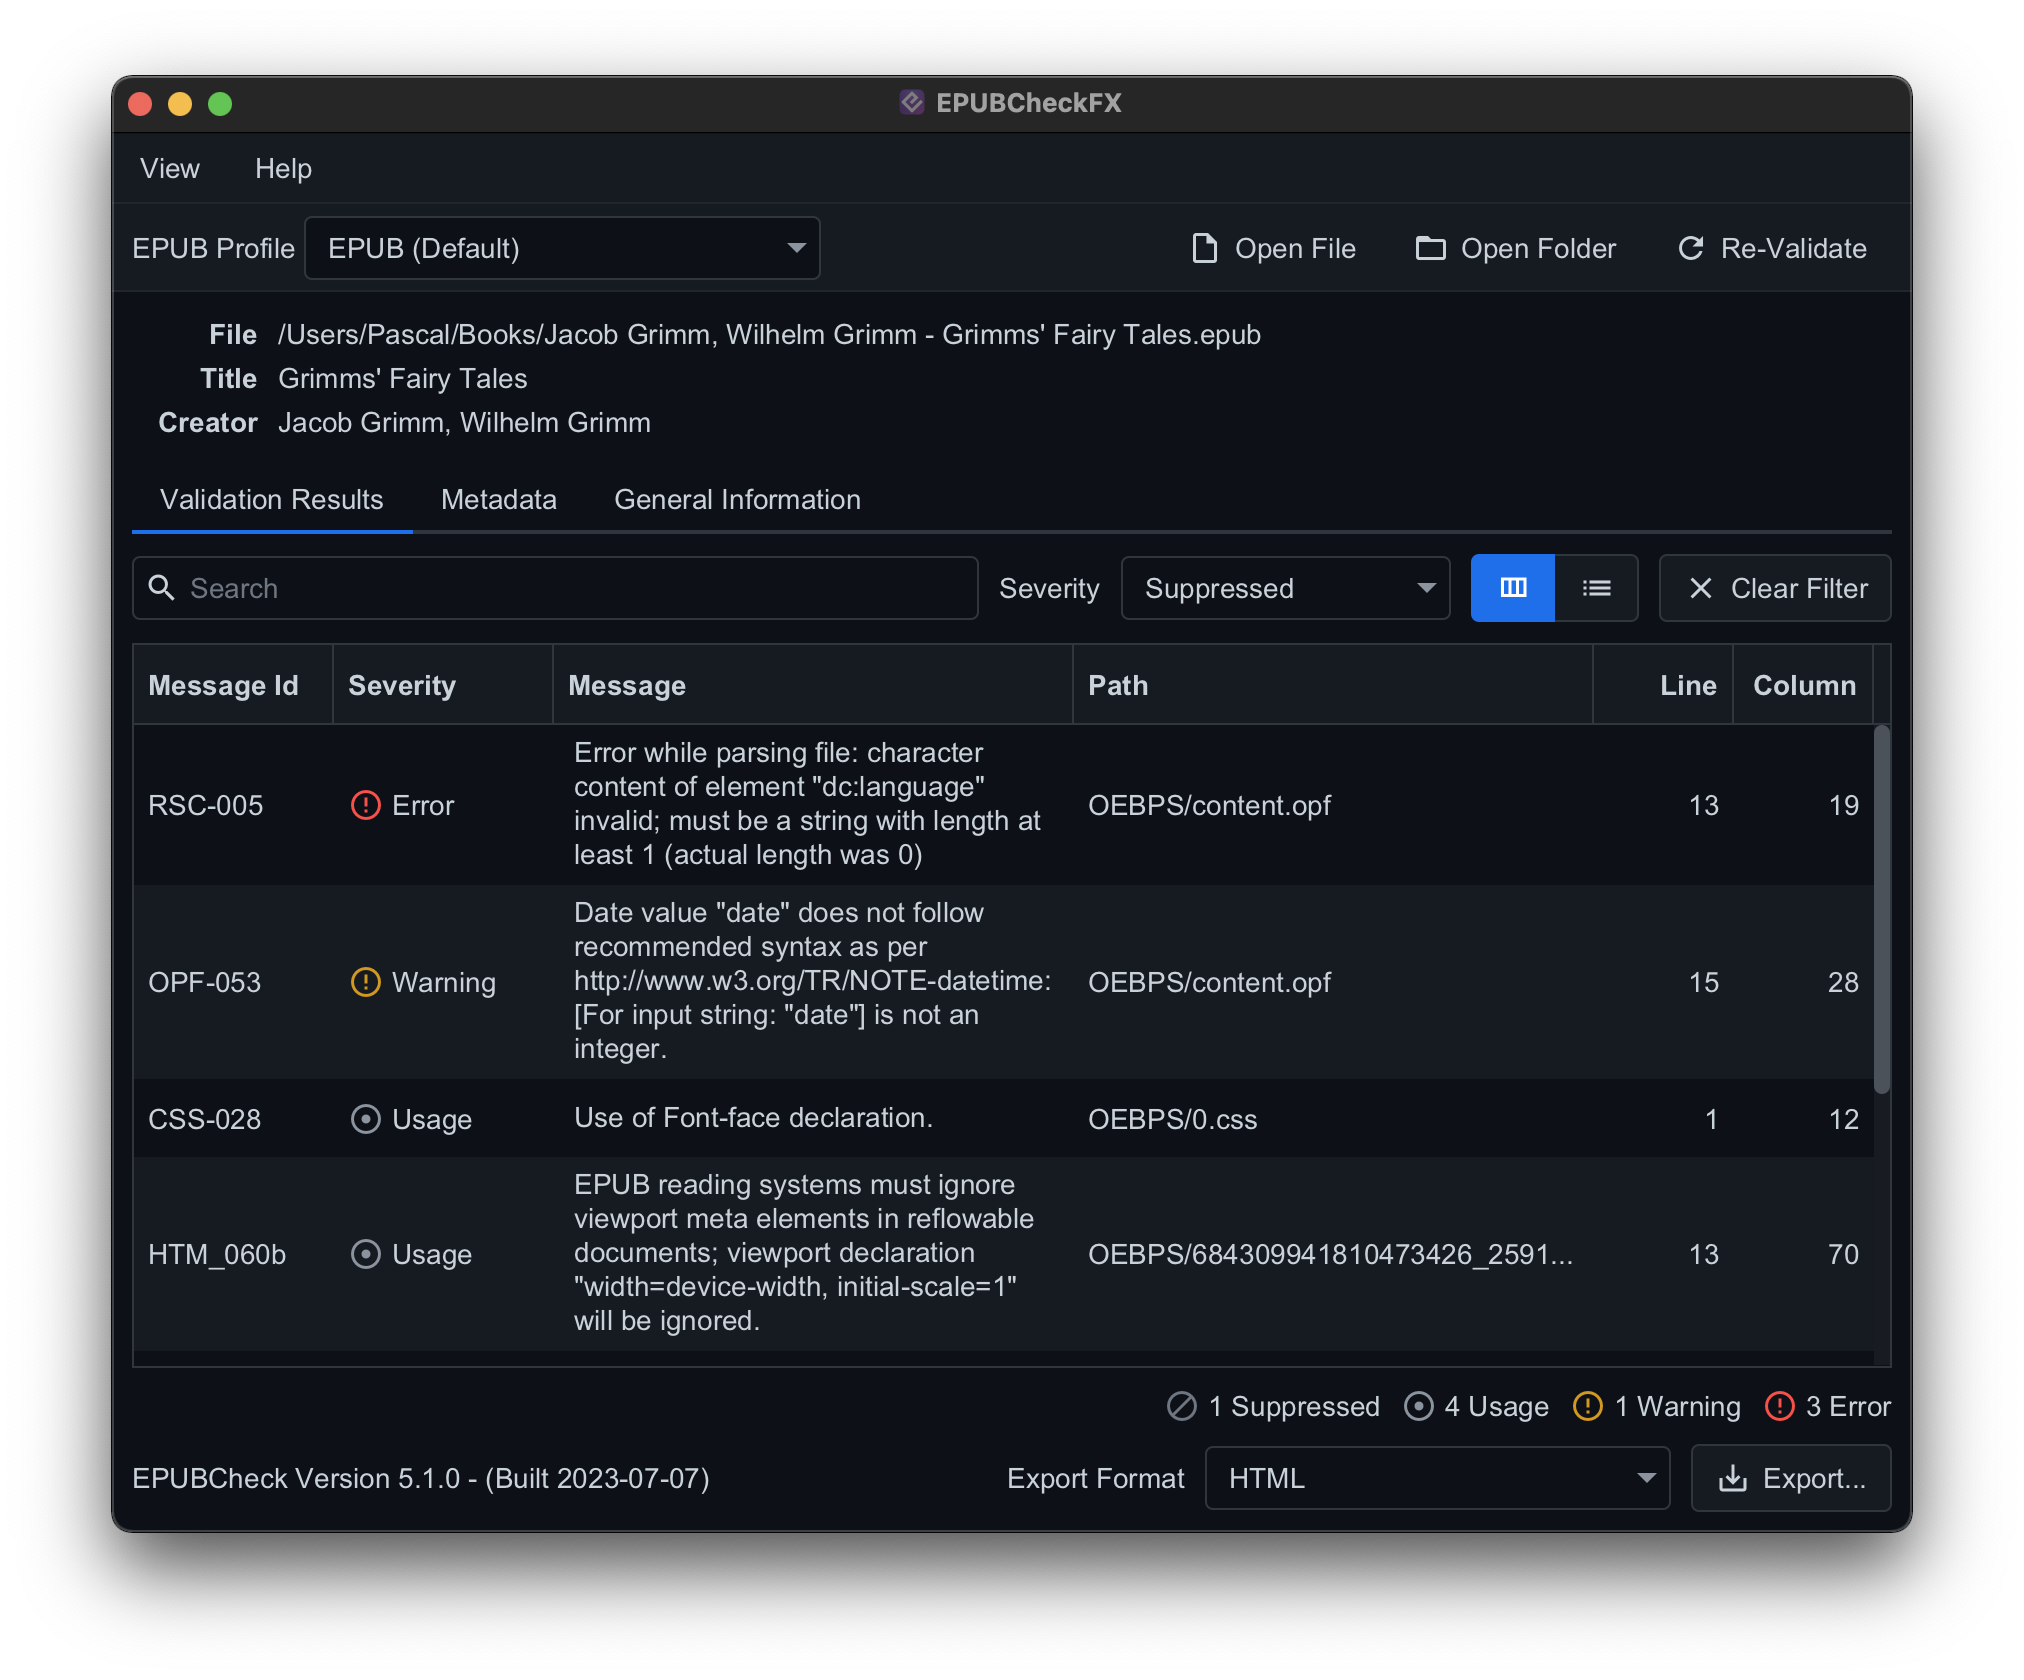 EPUBCheckFX
View Help
EPUB Profile EPUB (Default) Open File Open Folder Re-Validate
File /Users/Pascal/Books/Jacob Grimm, Wilhelm Grimm - Grimms' Fairy Tales.epub
Title Grimms' Fairy Tales
Creator Jacob Grimm, Wilhelm Grimm
Validation Results Metadata General Information
Search Severity Suppressed Clear Filter
Message Id Severity Message Path Line Column
RSC-005 Error
Error while parsing file: character
content of element "dc:language"
invalid; must be a string with length at
least 1 (actual length was 0)
OEBPS/content.opf 13 19
OPF-053 Warning
Date value "date" does not follow
recommended syntax as per
http://www.w3.org/TR/NOTE-datetime:
[For input string: "date"] is not an
integer.
OEBPS/content.opf 15 28
CSS-028 Usage Use of Font-face declaration. OEBPS/0.css 1 12
HTM_060b Usage
EPUB reading systems must ignore
viewport meta elements in reflowable
documents; viewport declaration
"width=device-width, initial-scale=1"
will be ignored.
OEBPS/684309941810473426_2591... 13 70
1 Suppressed 4 Usage 1 Warning 3 Error
EPUBCheck Version 5.1.0 - (Built 2023-07-07) Export Format HTML Export...